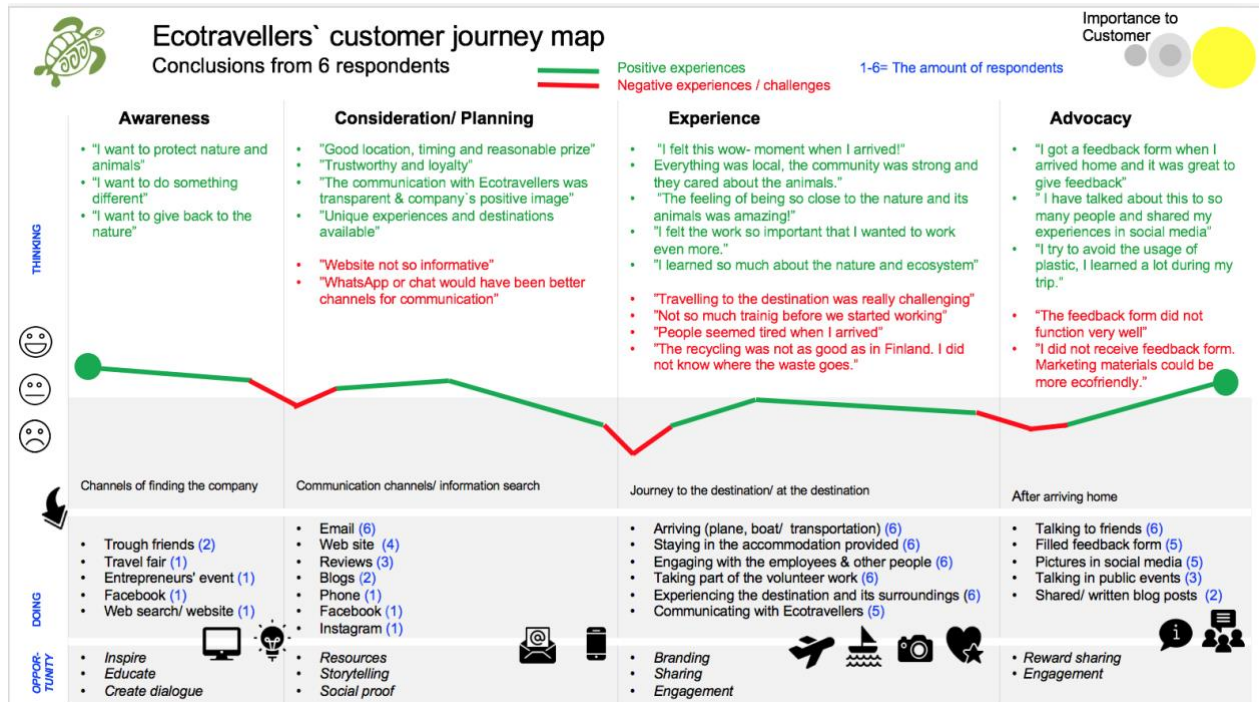 Ecotravellers` customer journey map
Conclusions from 6 respondents
Positive experiences
Negative experiences / challenges
1-6= The amount of respondents
Importance to
Customer
Awareness
• "I want to protect nature and
animals"
• "I want to do something
different"
• "I want to give back to the
nature"
Consideration/ Planning
• "Good location, timing and reasonable prize"
• "Trustworthy and loyalty"
• "The communication with Ecotravellers was
transparent & company`s positive image"
• "Unique experiences and destinations
available"
• "Website not so informative"
• "WhatsApp or chat would have been better
channels for communication"
Experience
• "I felt this wow- moment when I arrived!"
• Everything was local, the community was strong and
they cared about the animals."
• "The feeling of being so close to the nature and its
animals was amazing!"
• "I felt the work so important that I wanted to work
even more."
• "I learned so much about the nature and ecosystem"
• "Travelling to the destination was really challenging"
• "Not so much trainig before we started working"
• "People seemed tired when I arrived"
• "The recycling was not as good as in Finland. I did
not know where the waste goes."
Advocacy
• "I got a feedback form when I
arrived home and it was great to
give feedback"
• " I have talked about this to so
many people and shared my
experiences in social media"
• "I try to avoid the usage of
plastic, I learned a lot during my
trip."
• "The feedback form did not
function very well"
• "I did not receive feedback form.
Marketing materials could be
more ecofriendly."
THINKING
Channels of finding the company
Communication channels/ information search
Journey to the destination/ at the destination
After arriving home
DOING
• Trough friends (2)
• Travel fair (1)
• Entrepreneurs' event (1)
• Facebook (1)
• Web search/ website (1)
• Email (6)
• Web site (4)
• Reviews (3)
• Blogs (2)
• Phone (1)
• Facebook (1)
• Instagram (1)
• Arriving (plane, boat/ transportation) (6)
• Staying in the accommodation provided (6)
• Engaging with the employees & other people (6)
• Taking part of the volunteer work (6)
• Experiencing the destination and its surroundings (6)
• Communicating with Ecotravellers (5)
• Talking to friends (6)
• Filled feedback form (5)
• Pictures in social media (5)
• Talking in public events (3)
• Shared/ written blog posts (2)
OPPOR-
TUNITY
• Inspire
• Educate
• Create dialogue
• Resources
• Storytelling
• Social proof
• Branding
• Sharing
• Engagement
• Reward sharing
• Engagement